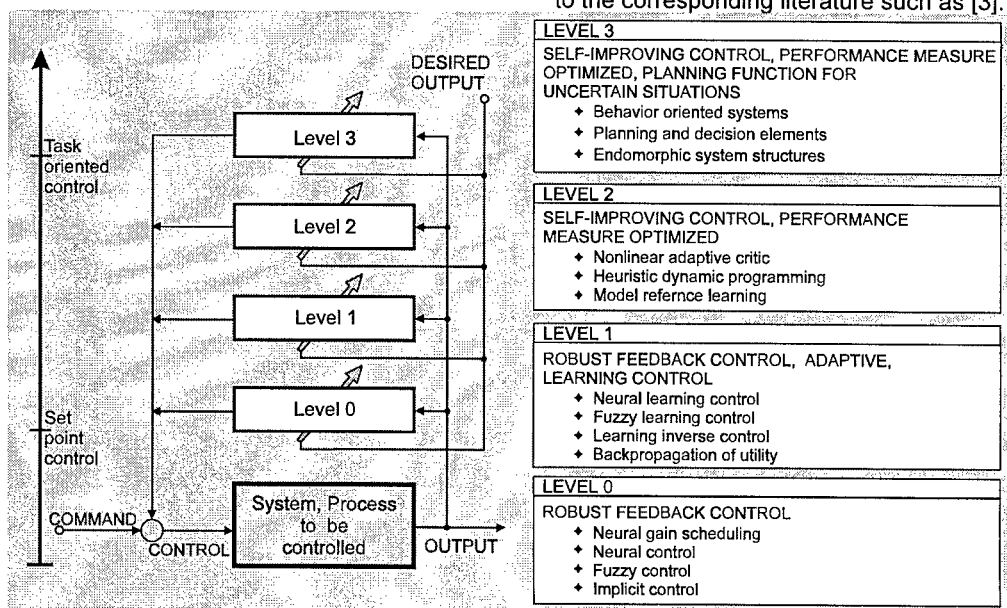 to the corresponding literature such as [3].
DESIRED
OUTPUT
Level 3
Task
oriented
control
Level 2
Level 1
Level 0
Set
point
control
System, Process
to be
controlled
COMMAND
CONTROL
OUTPUT
LEVEL 3
SELF-IMPROVING CONTROL, PERFORMANCE MEASURE
OPTIMIZED, PLANNING FUNCTION FOR
UNCERTAIN SITUATIONS
✦ Behavior oriented systems
✦ Planning and decision elements
✦ Endomorphic system structures
LEVEL 2
SELF-IMPROVING CONTROL, PERFORMANCE
MEASURE OPTIMIZED
✦ Nonlinear adaptive critic
✦ Heuristic dynamic programming
✦ Model refernce learning
LEVEL 1
ROBUST FEEDBACK CONTROL, ADAPTIVE,
LEARNING CONTROL
✦ Neural learning control
✦ Fuzzy learning control
✦ Learning inverse control
✦ Backpropagation of utility
LEVEL 0
ROBUST FEEDBACK CONTROL
✦ Neural gain scheduling
✦ Neural control
✦ Fuzzy control
✦ Implicit control